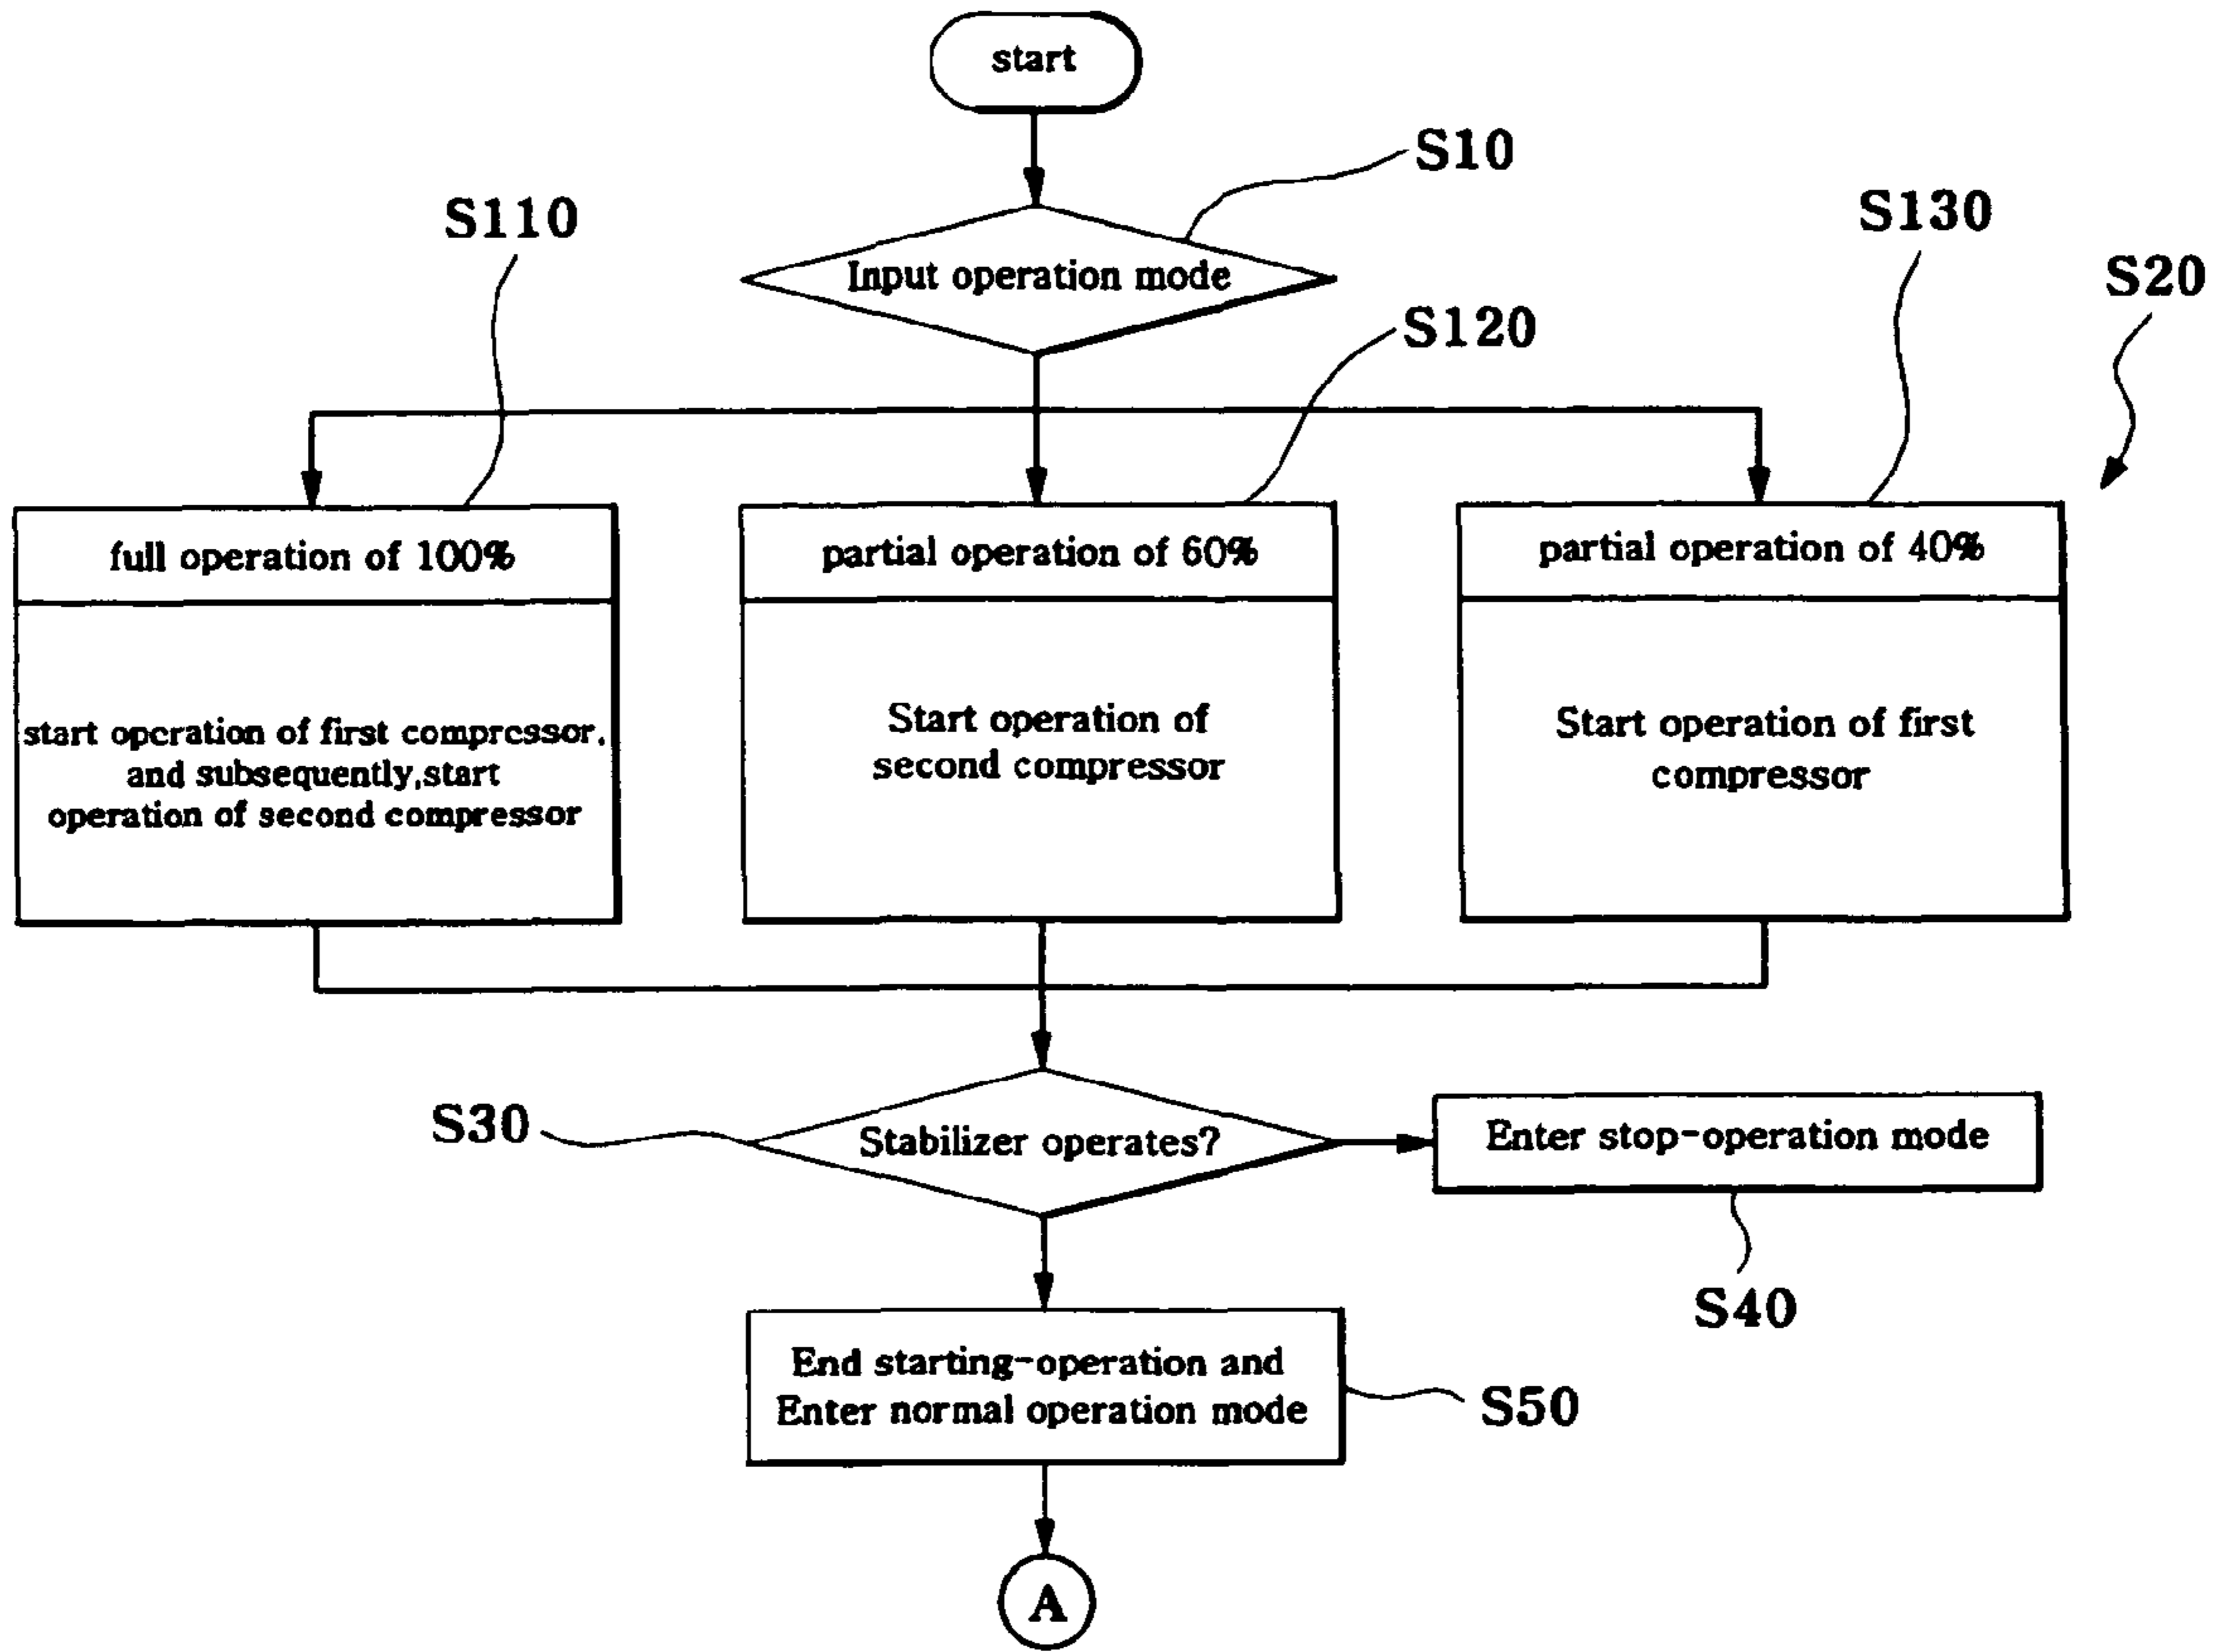 start
S10
S110
S130
S20
Input operation mode
S120
full operation of 100%
partial operation of 60%
partial operation of 40%
start operation of first compressor,
and subsequently,start
operation of second compressor
Start operation of
second compressor
Start operation of first
compressor
S30
Stabilizer operates?
Enter stop-operation mode
S40
End starting-operation and
Enter normal operation mode
S50
A